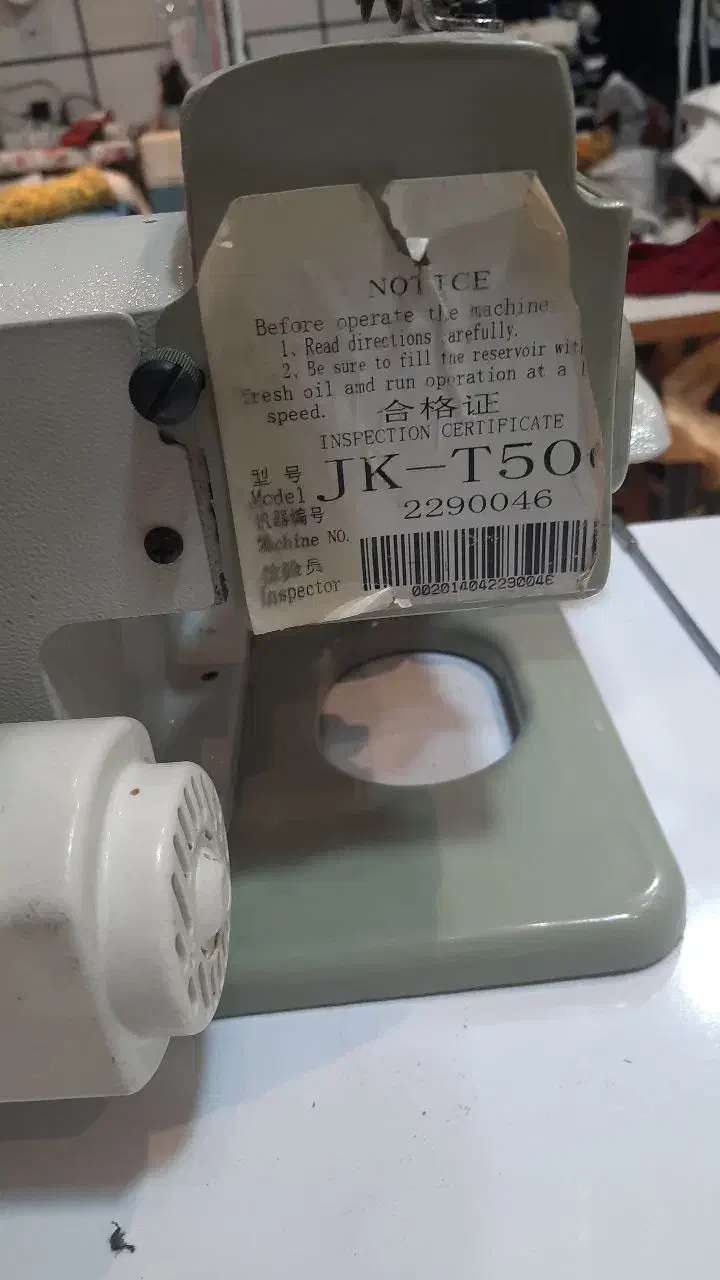 NOTICE
Before operate the machine
1、Read directions carefully.
2、Be sure to fill the reservoir with
fresh oil amd run operation at a
speed.
合格证
INSPECTION CERTIFICATE
型号
Model JK-T50
2290046
机器编号
Machine NO.
检验员
Inspector
002014042290046